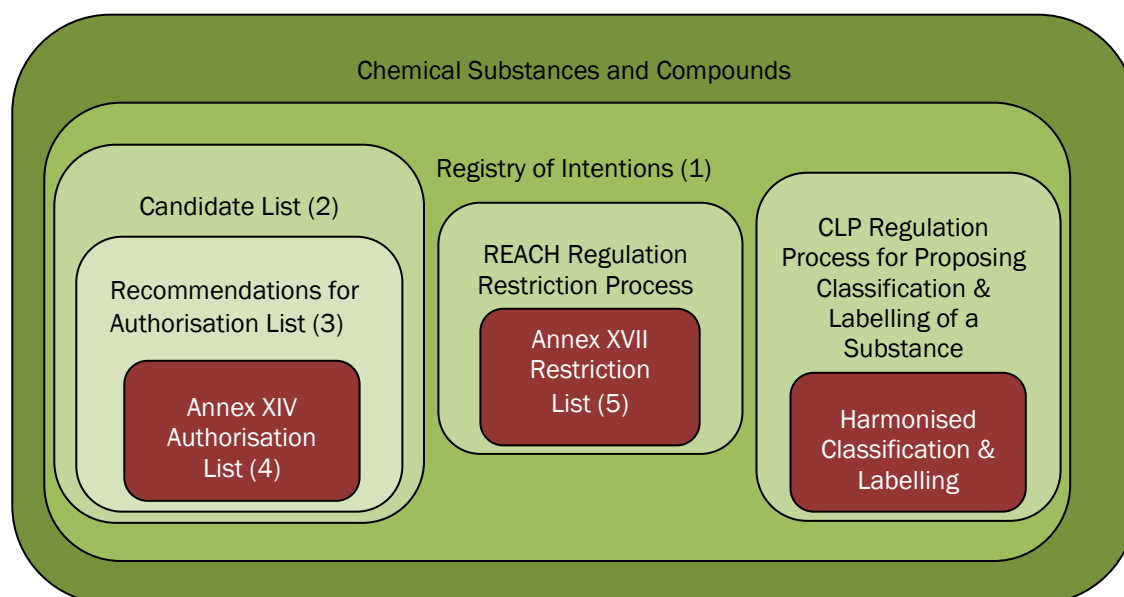 Chemical Substances and Compounds
Registry of Intentions (1)
Candidate List (2)
Recommendations for
Authorisation List (3)
Annex XIV
Authorisation
List (4)
REACH Regulation
Restriction Process
Annex XVII
Restriction
List (5)
CLP Regulation
Process for Proposing
Classification &
Labelling of a
Substance
Harmonised
Classification &
Labelling